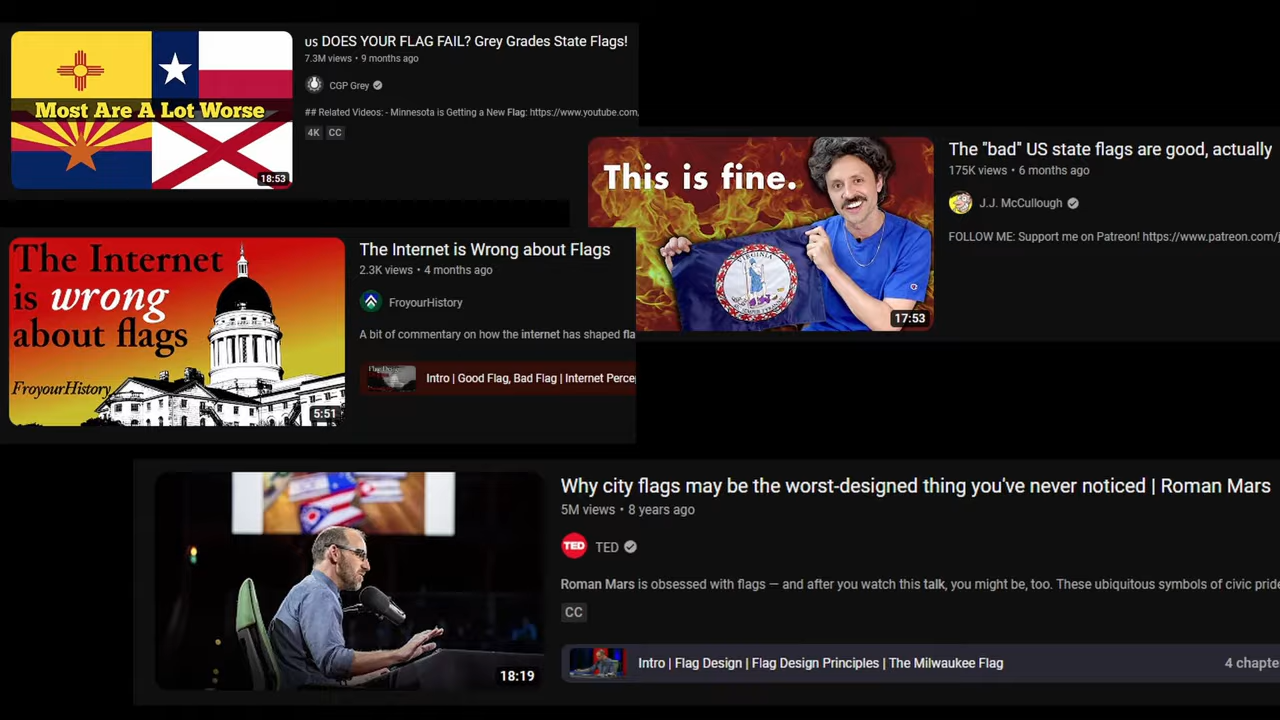 Most Are A Lot Worse
18:53
us DOES YOUR FLAG FAIL? Grey Grades State Flags!
7.3M views • 9 months ago
CGP Grey
## Related Videos: - Minnesota is Getting a New Flag: https://www.youtube.com
4K CC
This is fine.
VIRGINIA
17:53
The "bad" US state flags are good, actually
175K views • 6 months ago
J.J. McCullough
FOLLOW ME: Support me on Patreon! https://www.patreon.com/j
The Internet
is wrong
about flags
FroyourHistory
5:51
The Internet is Wrong about Flags
2.3K views • 4 months ago
FroyourHistory
A bit of commentary on how the internet has shaped fla
Intro | Good Flag, Bad Flag | Internet Perce
18:19
Why city flags may be the worst-designed thing you've never noticed | Roman Mars
5M views • 8 years ago
TED
TED
Roman Mars is obsessed with flags — and after you watch this talk, you might be, too. These ubiquitous symbols of civic pride
CC
Intro | Flag Design | Flag Design Principles | The Milwaukee Flag
4 chapte